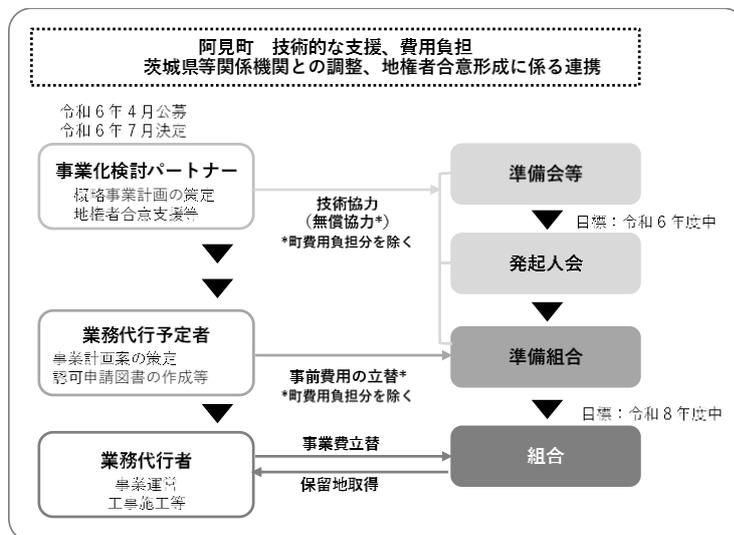 阿見町　技術的な支援、費用負担
茨城県等関係機関との調整、地権者合意形成に係る連携
令和６年４月公募
令和６年７月決定
事業化検討パートナー
概略事業計画の策定
地権者合意支援等
技術協力
（無償協力*）
*町費用負担分を除く
準備会等
目標：令和６年度中
発起人会
業務代行予定者
事業計画案の策定
認可申請図書の作成等
事前費用の立替*
*町費用負担分を除く
準備組合
目標：令和８年度中
業務代行者
事業運営
工事施工等
事業費立替
保留地取得
組合